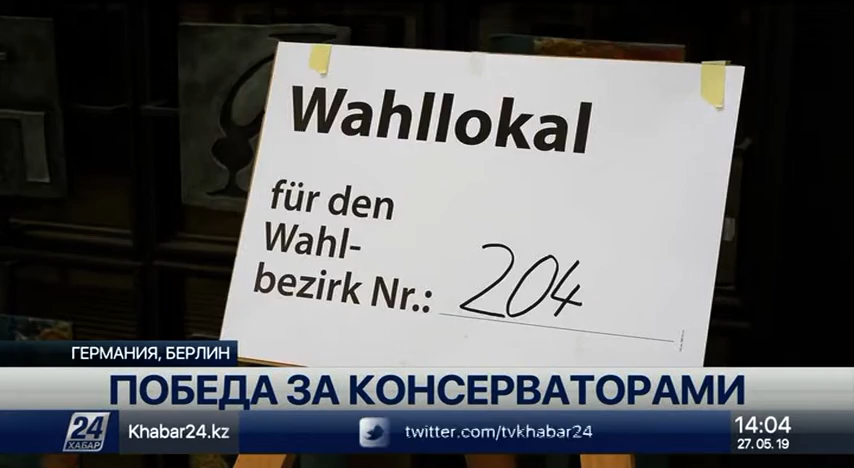 Wahllokal
für den
Wahl-
bezirk Nr.: 204
ГЕРМАНИЯ, БЕРЛИН
ПОБЕДА ЗА КОНСЕРВАТОРАМИ
24
ХАБАР
Khabar24.kz
twitter.com/tvkhabar24
14:04
27.05.19